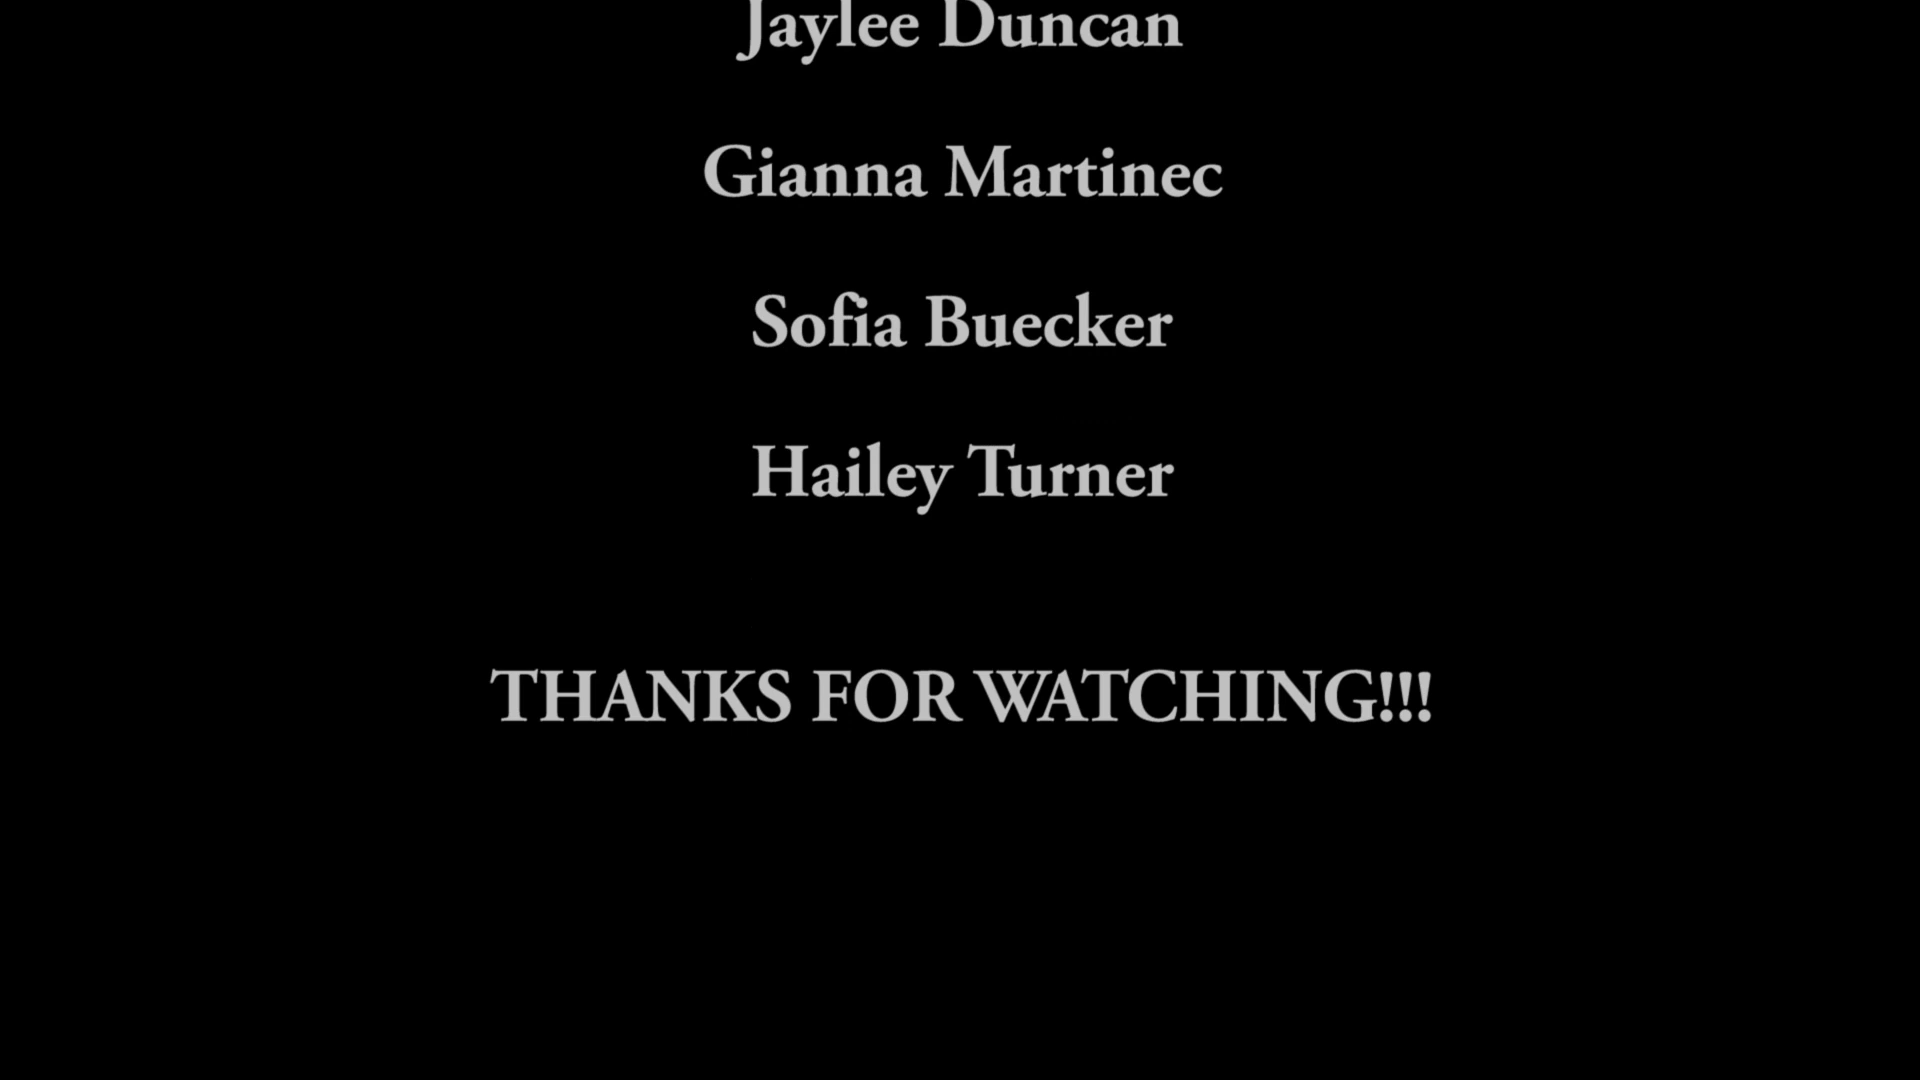 Jaylee Duncan
Gianna Martinec
Sofia Buecker
Hailey Turner
THANKS FOR WATCHING!!!